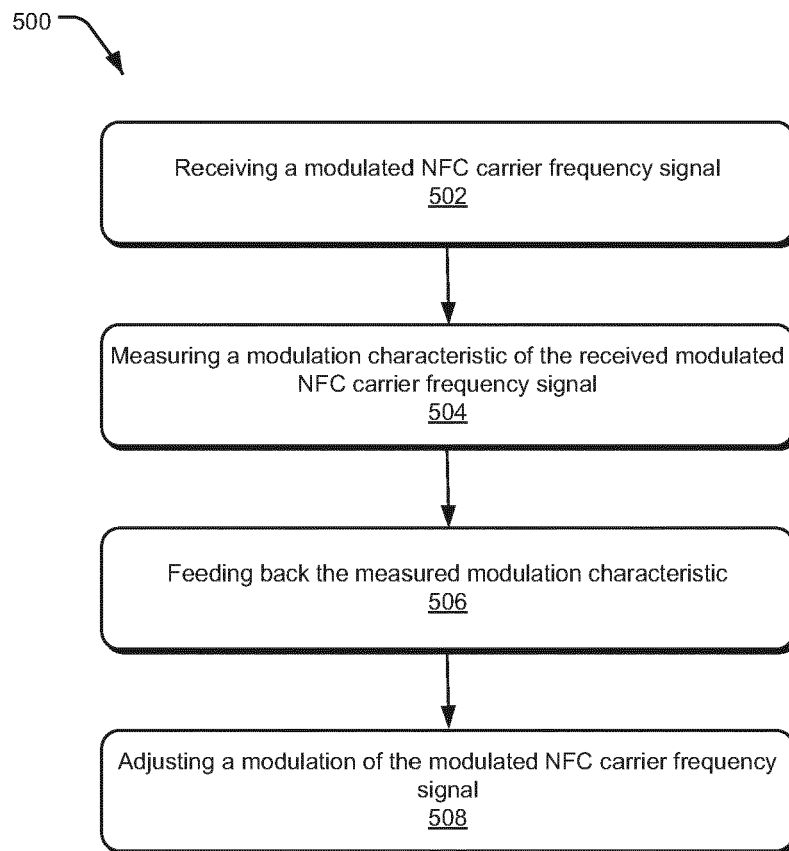 500
Receiving a modulated NFC carrier frequency signal
502
Measuring a modulation characteristic of the received modulated
NFC carrier frequency signal
504
Feeding back the measured modulation characteristic
506
Adjusting a modulation of the modulated NFC carrier frequency
signal
508